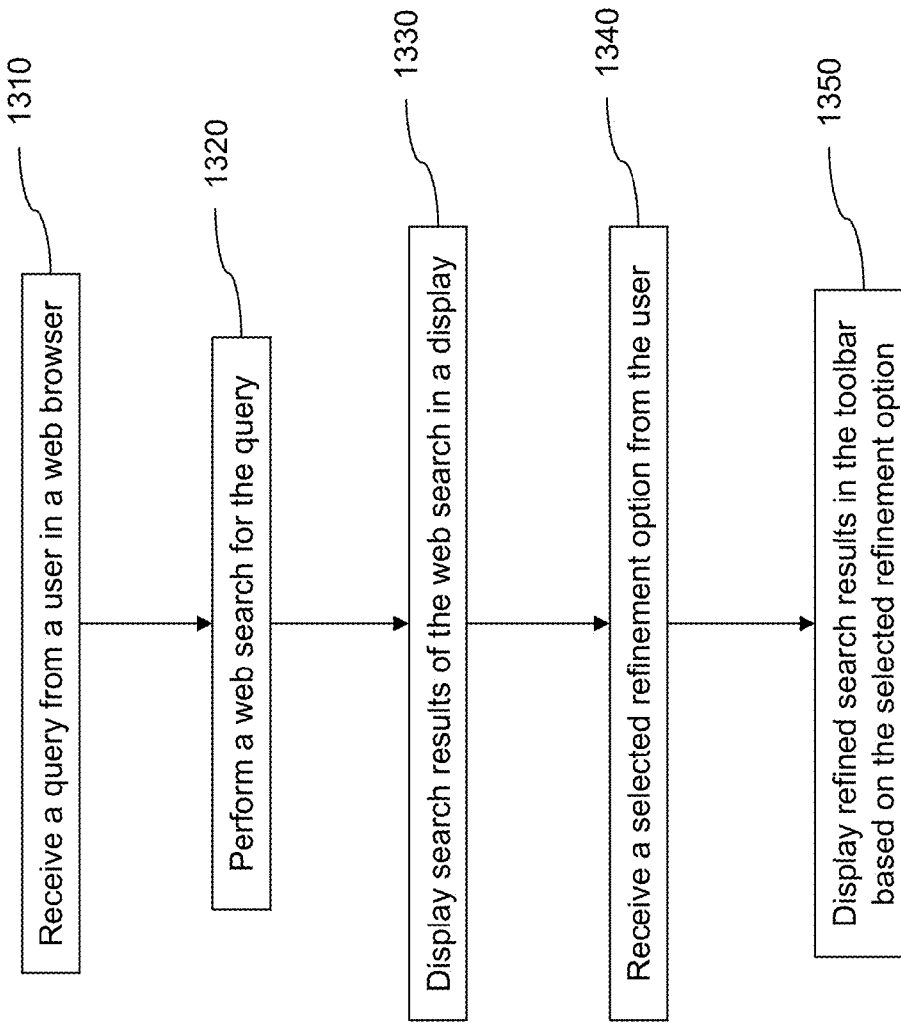 Receive a query from a user in a web browser
1310
Perform a web search for the query
1320
Display search results of the web search in a display
1330
Receive a selected refinement option from the user
1340
Display refined search results in the toolbar
based on the selected refinement option
1350